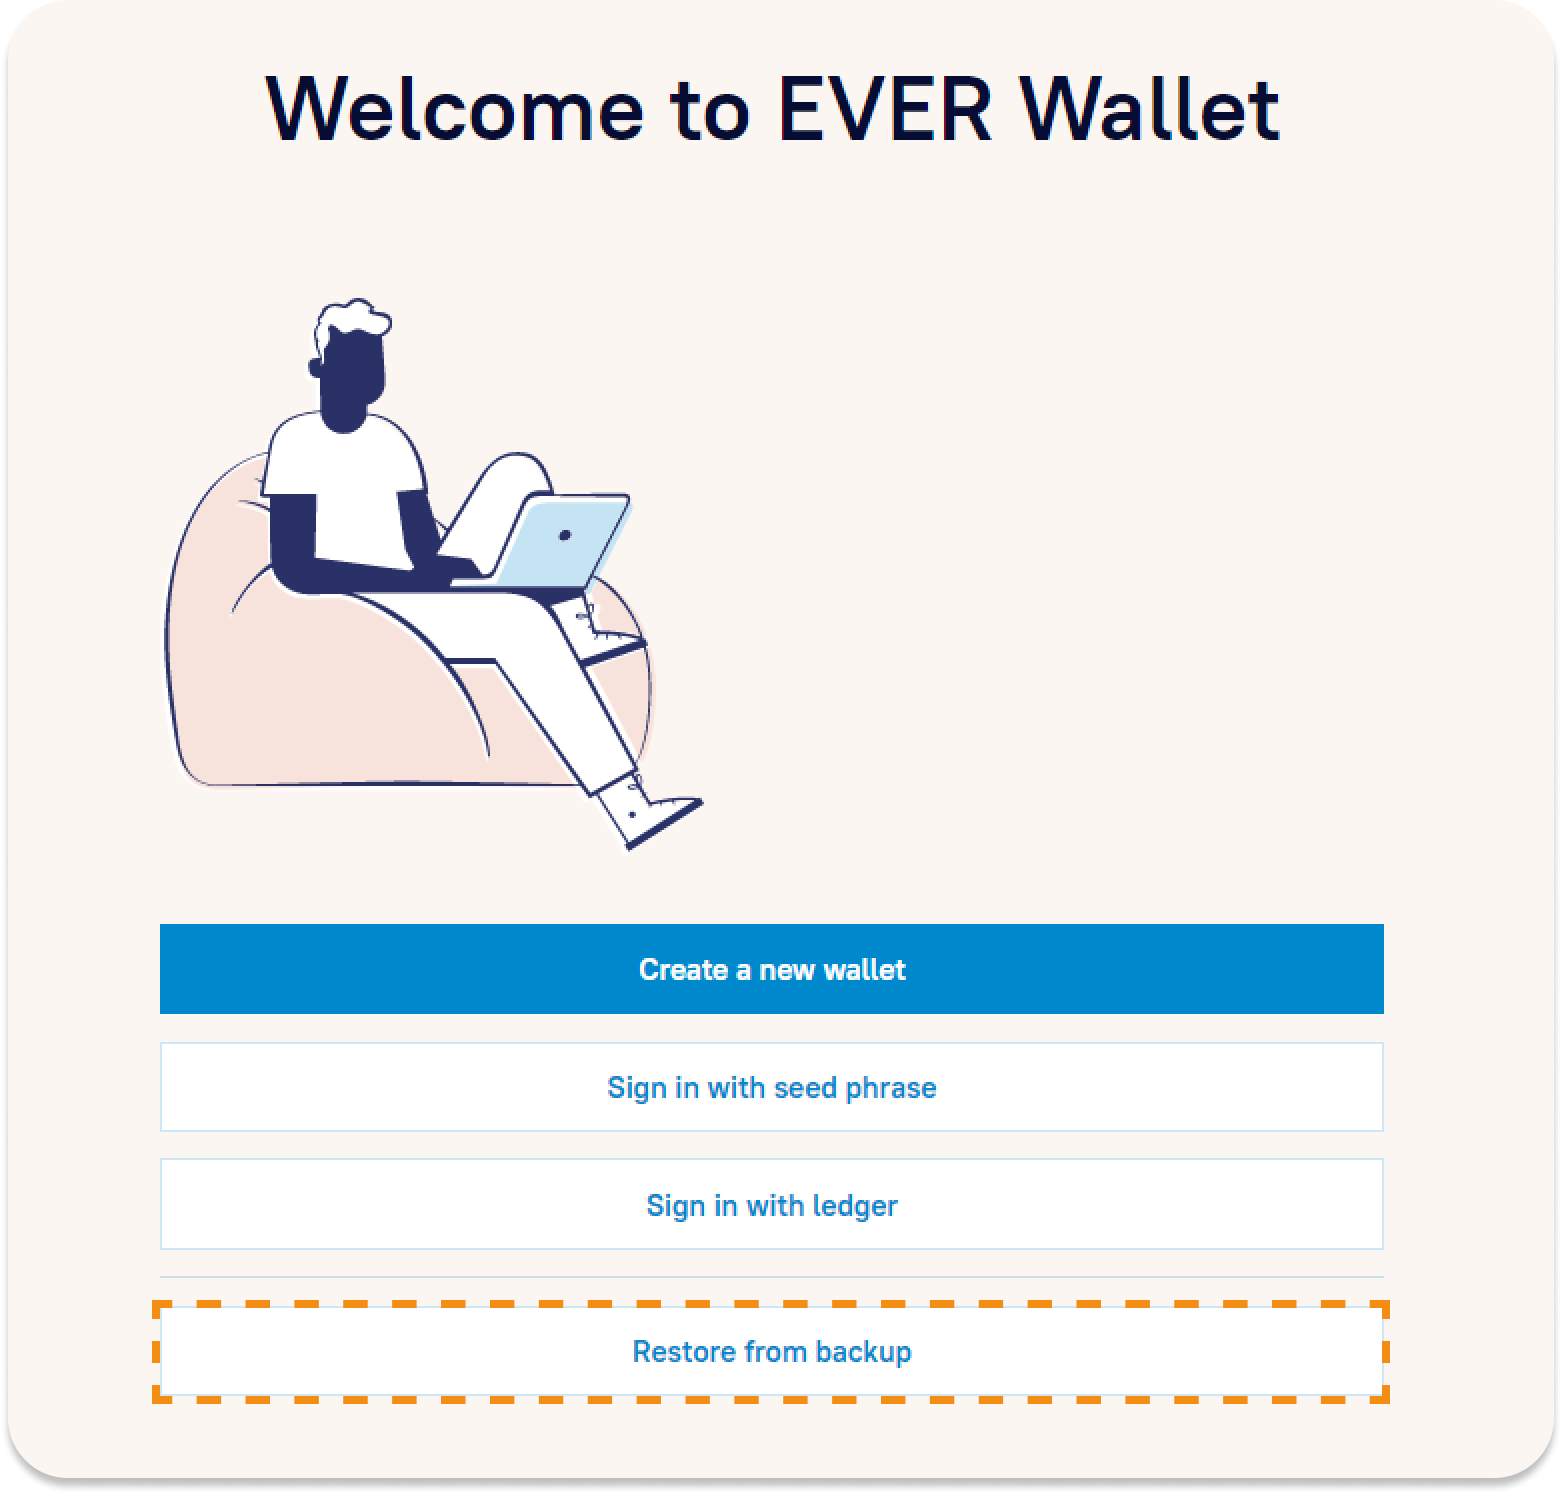 Welcome to EVER Wallet
Create a new wallet
Sign in with seed phrase
Sign in with ledger
Restore from backup